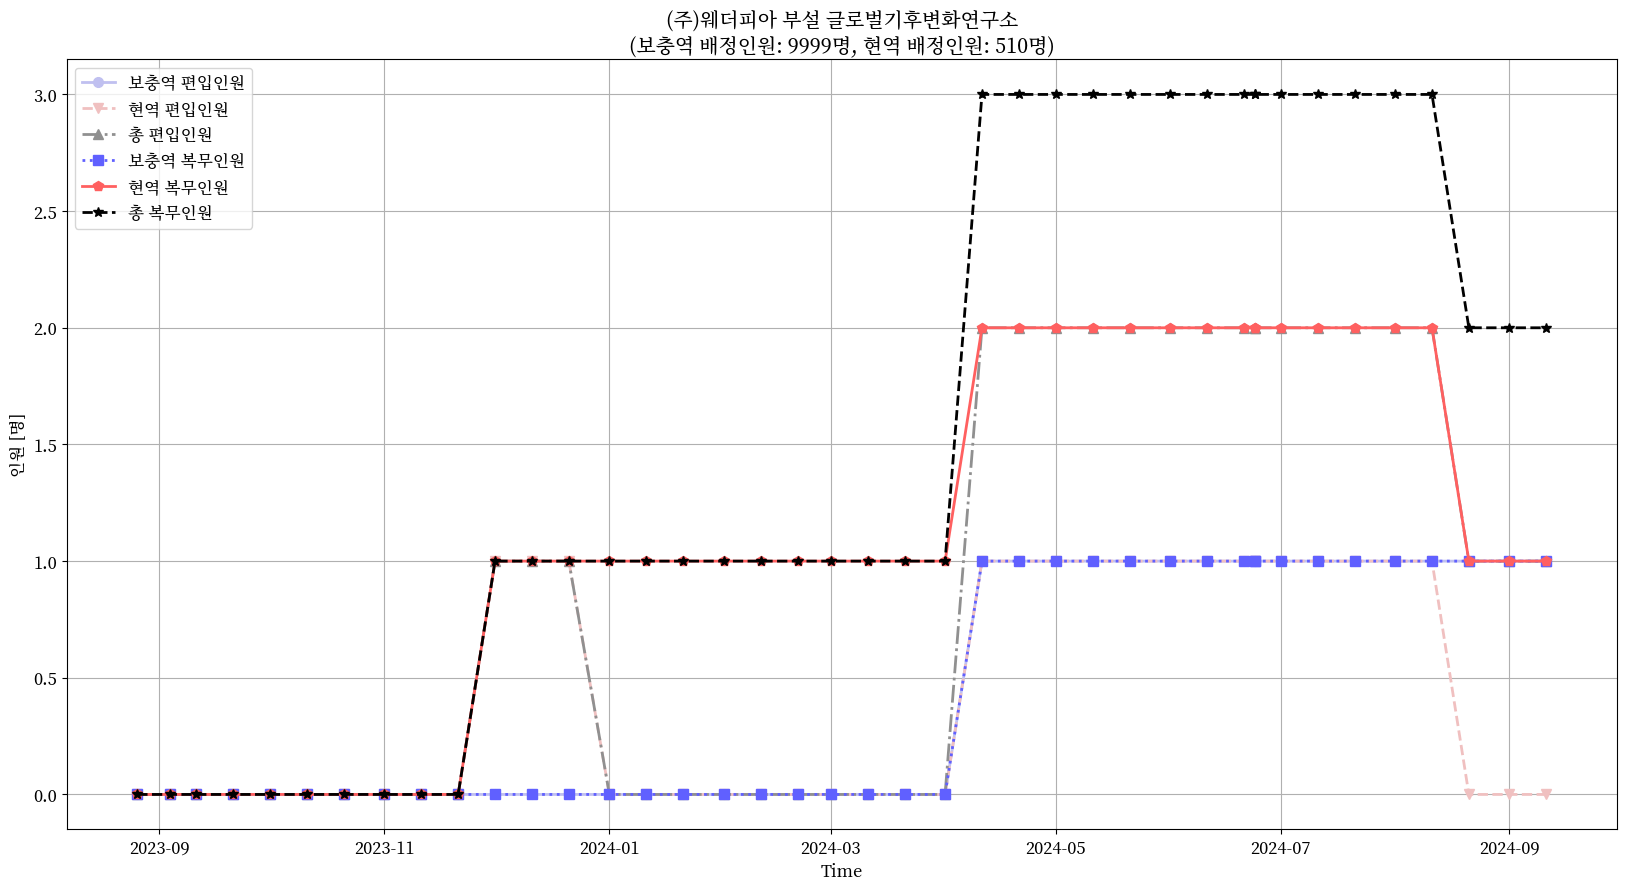 (주)웨더피아 부설 글로벌기후변화연구소
(보충역 배정인원: 9999명, 현역 배정인원: 510명)
보충역 편입인원
현역 편입인원
총 편입인원
보충역 복무인원
현역 복무인원
총 복무인원
3.0
2.5
2.0
1.5
1.0
0.5
0.0
인원 [명]
2023-09 2023-11 2024-01 2024-03 2024-05 2024-07 2024-09
Time